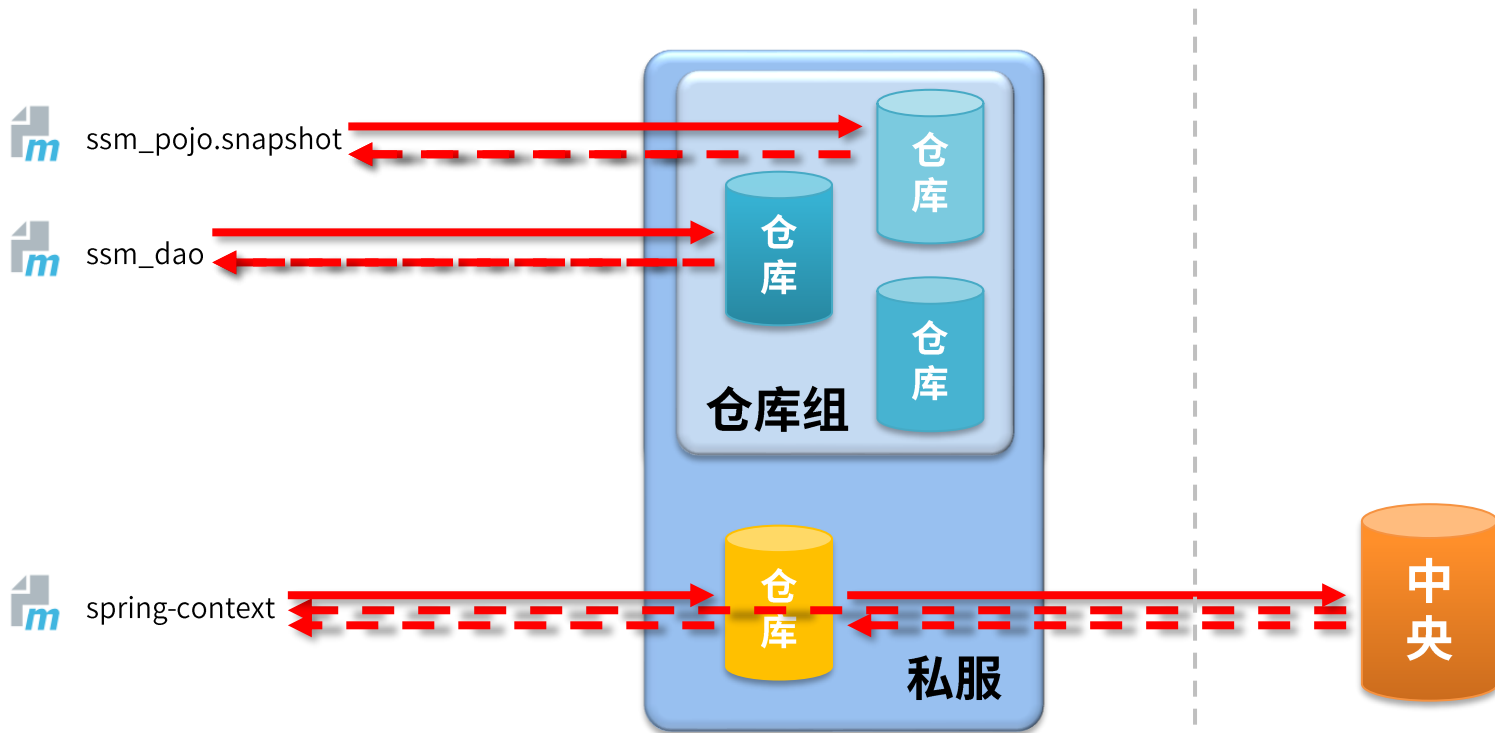 ssm_pojo.snapshot
仓
库
ssm_dao
仓
库
仓
库
仓库组
spring-context
仓
库
中
央
私服
m
m
m